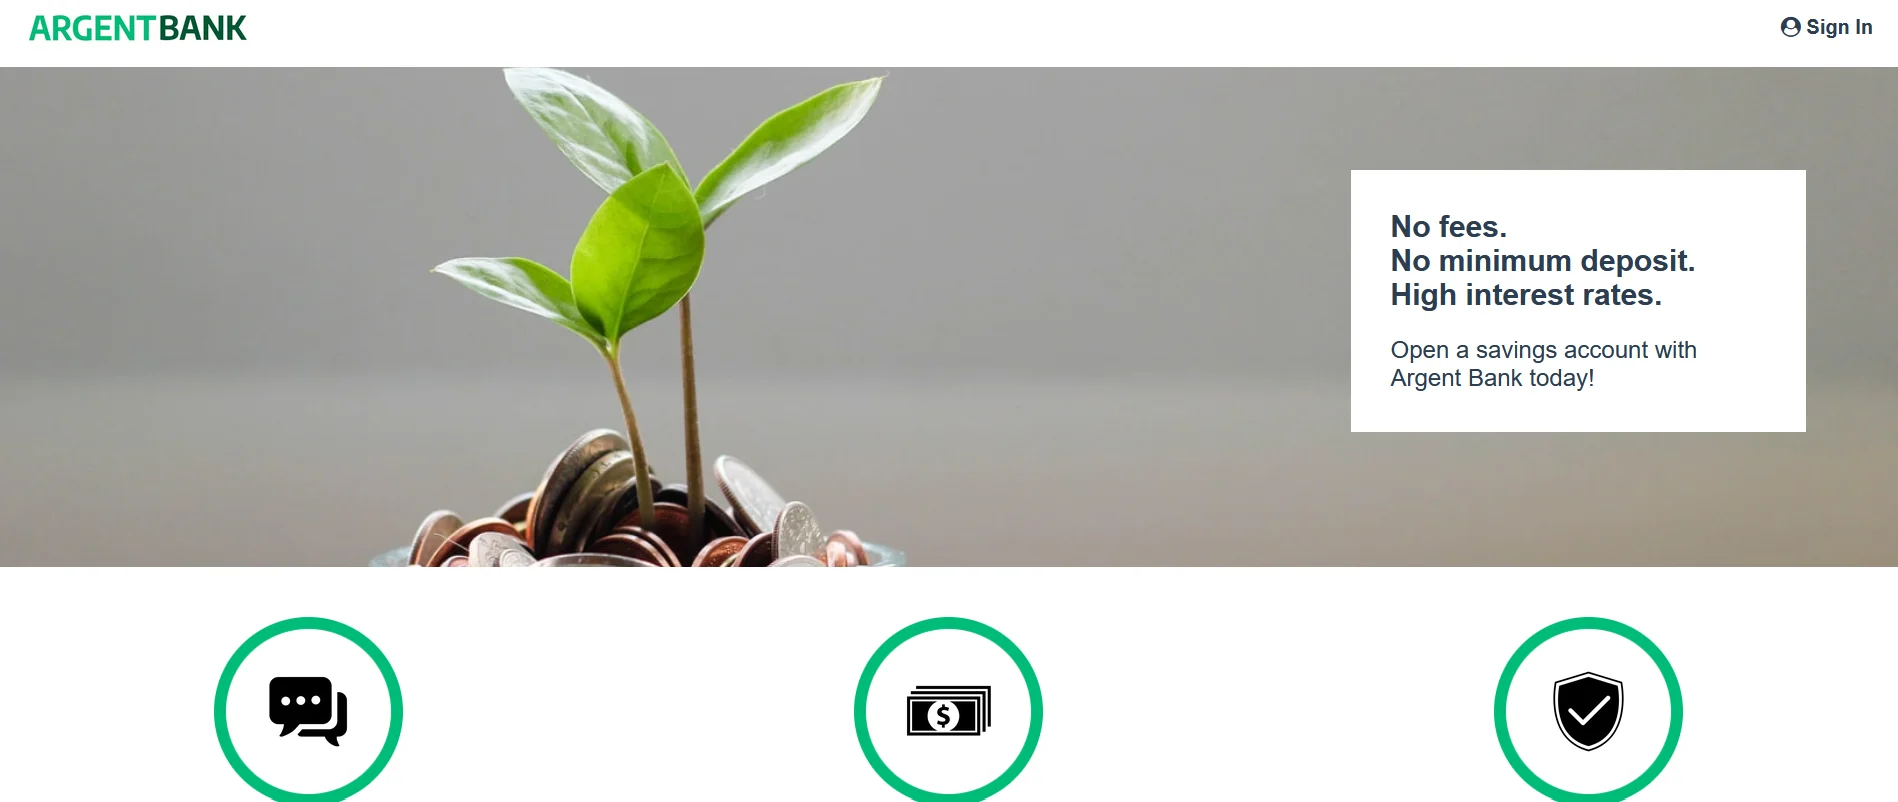 ARGENTBANK
Sign In
No fees.
No minimum deposit.
High interest rates.
Open a savings account with
Argent Bank today!
$